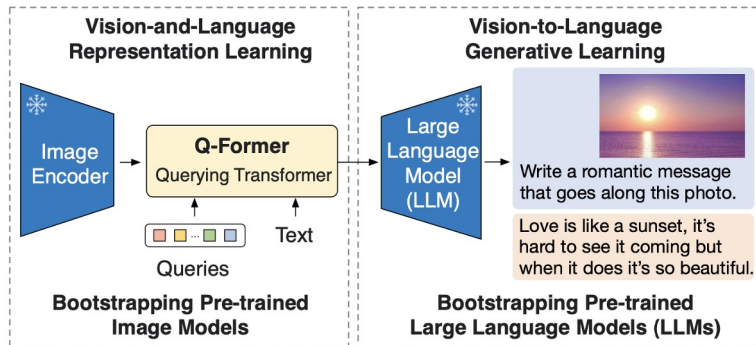 Vision-and-Language
Representation Learning
Image
Encoder
Q-Former
Querying Transformer
...
Queries
Text
Bootstrapping Pre-trained
Image Models
Vision-to-Language
Generative Learning
Large
Language
Model
(LLM)
Write a romantic message
that goes along this photo.
Love is like a sunset, it's
hard to see it coming but
when it does it's so beautiful.
Bootstrapping Pre-trained
Large Language Models (LLMs)